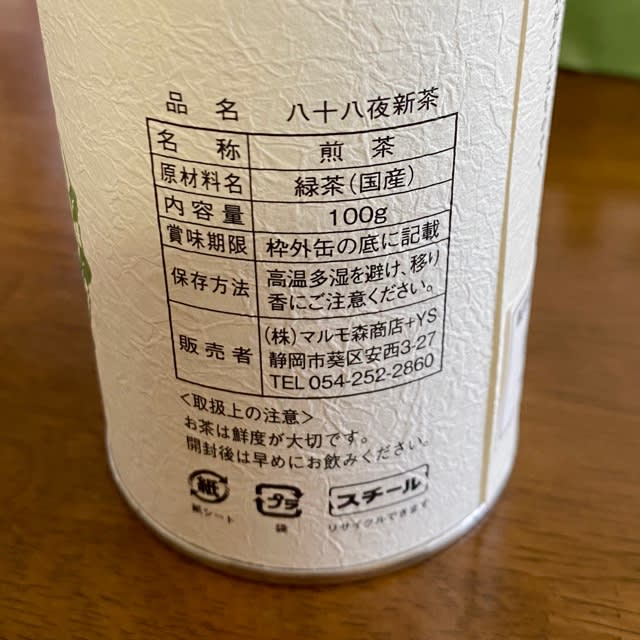 品名 八十八夜新茶
名称 煎茶
原材料名 緑茶(国産)
内容量 100g
賞味期限 枠外缶の底に記載
保存方法 高温多湿を避け、移り
香にご注意ください。
販売者 (株)マルモ森商店+YS
静岡市葵区安西3-27
TEL 054-252-2860
<取扱上の注意>
お茶は鮮度が大切です。
開封後は早めにお飲みください。
紙 プラ スチール
紙シート 袋 リサイクルできます